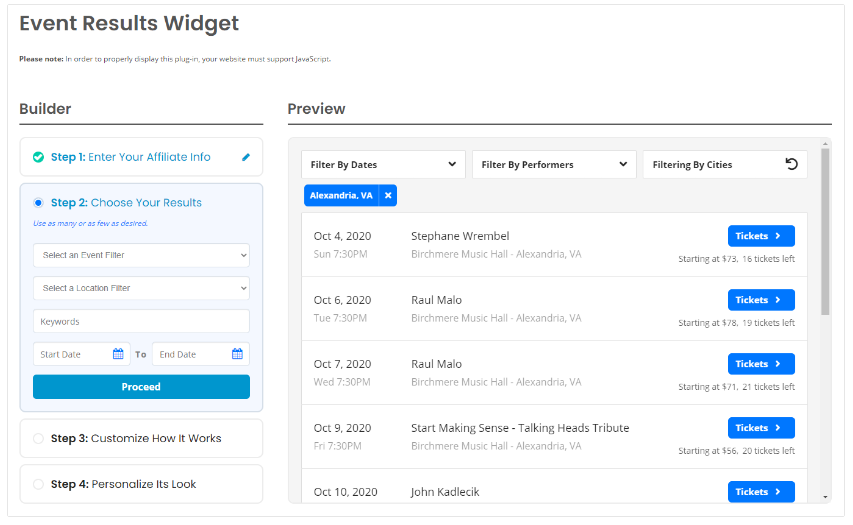 Event Results Widget
Please note: In order to properly display this plug-in, your website must support JavaScript.
Builder
Step 1: Enter Your Affiliate Info
Step 2: Choose Your Results
Use as many or as few as desired.
Select an Event Filter
Select a Location Filter
Keywords
Start Date To End Date
Proceed
Step 3: Customize How It Works
Step 4: Personalize Its Look
Preview
Filter By Dates Filter By Performers Filtering By Cities
Alexandria, VA
Oct 4, 2020 Stephane Wrembel Tickets
Sun 7:30PM Birchmere Music Hall - Alexandria, VA Starting at $73, 16 tickets left
Oct 6, 2020 Raul Malo Tickets
Tue 7:30PM Birchmere Music Hall - Alexandria, VA Starting at $78, 19 tickets left
Oct 7, 2020 Raul Malo Tickets
Wed 7:30PM Birchmere Music Hall - Alexandria, VA Starting at $71, 21 tickets left
Oct 9, 2020 Start Making Sense - Talking Heads Tribute Tickets
Fri 7:30PM Birchmere Music Hall - Alexandria, VA Starting at $56, 20 tickets left
Oct 10, 2020 John Kadlecik Tickets